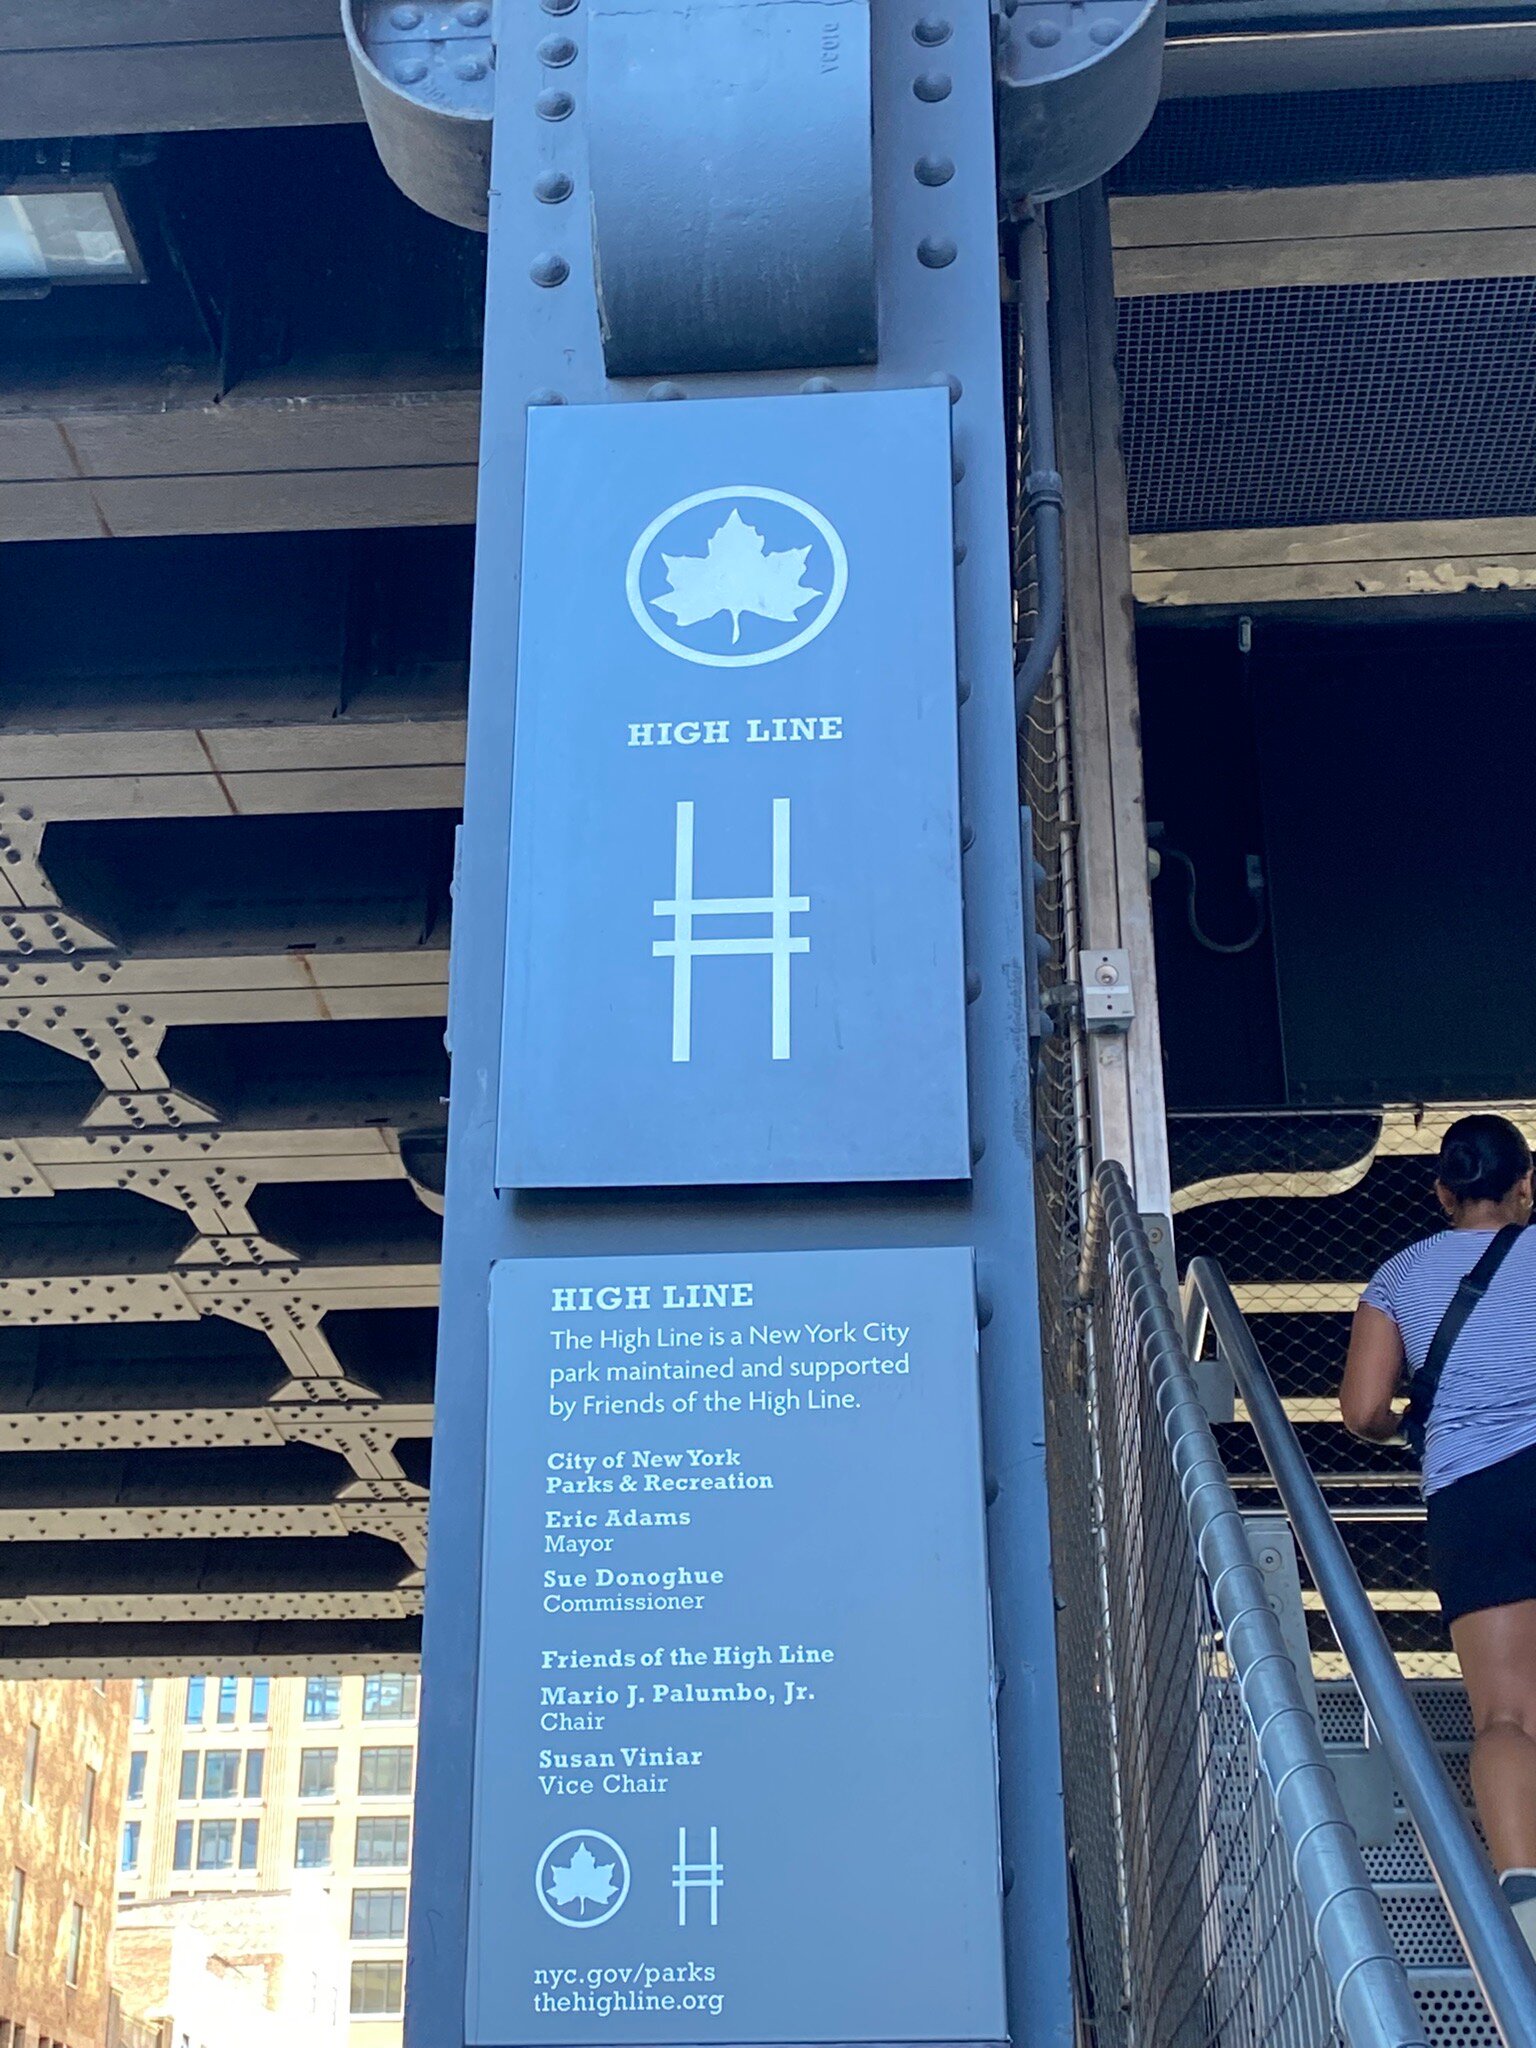 HIGH LINE
HIGH LINE
The High Line is a New York City
park maintained and supported
by Friends of the High Line.
City of New York
Parks & Recreation
Eric Adams
Mayor
Sue Donoghue
Commissioner
Friends of the High Line
Mario J. Palumbo, Jr.
Chair
Susan Viniar
Vice Chair
nyc.gov/parks
thehighline.org